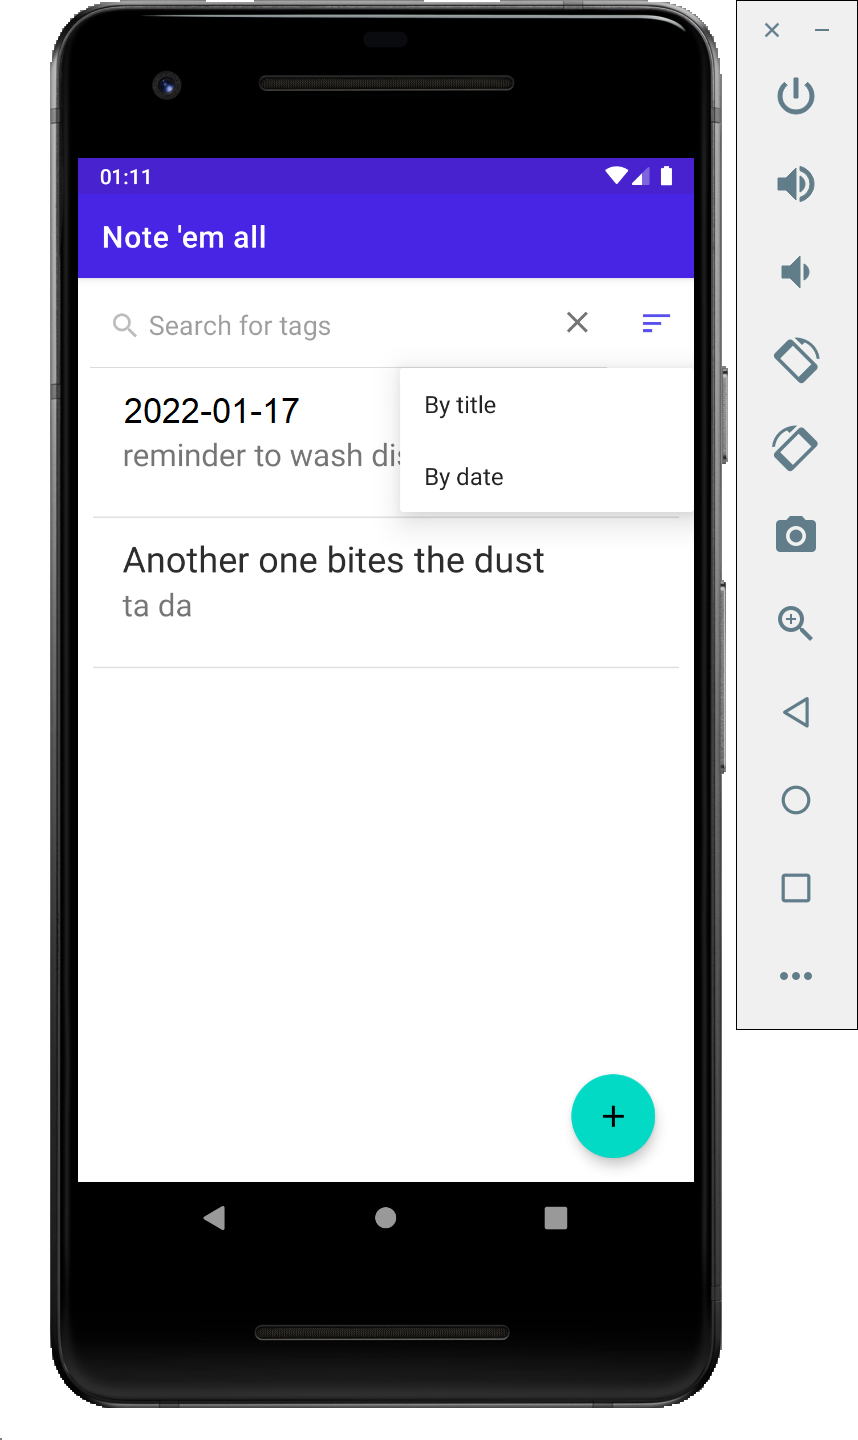 01:11
Note 'em all
Search for tags
By title
2022-01-17
reminder to wash
By date
Another one bites the dust
ta da